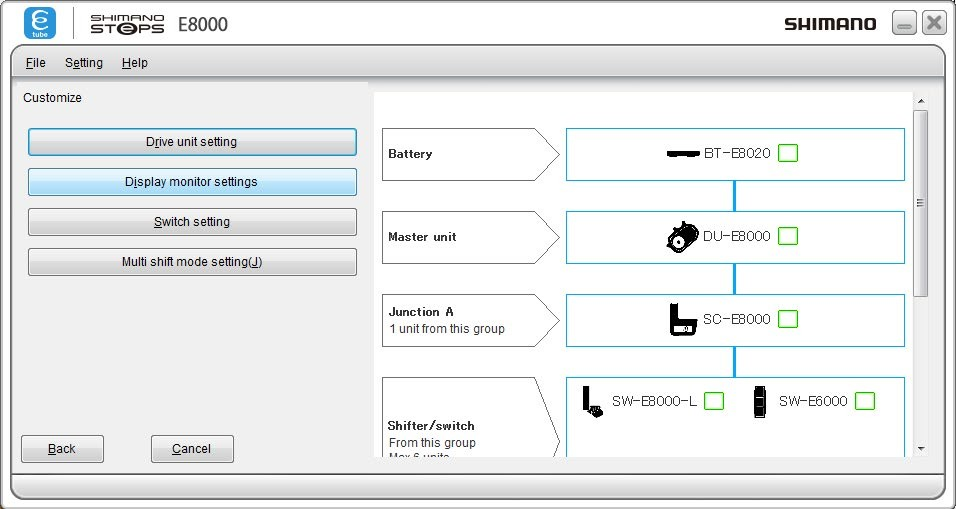 e
tube
SHIMANO
STePS
E8000
SHIMANO
File Setting Help
Customize
Drive unit setting
Display monitor settings
Switch setting
Multi shift mode setting(J)
Back
Cancel
Battery
BT-E8020
Master unit
DU-E8000
Junction A
1 unit from this group
SC-E8000
Shifter/switch
From this group
Max 6 units
SW-E8000-L
SW-E6000